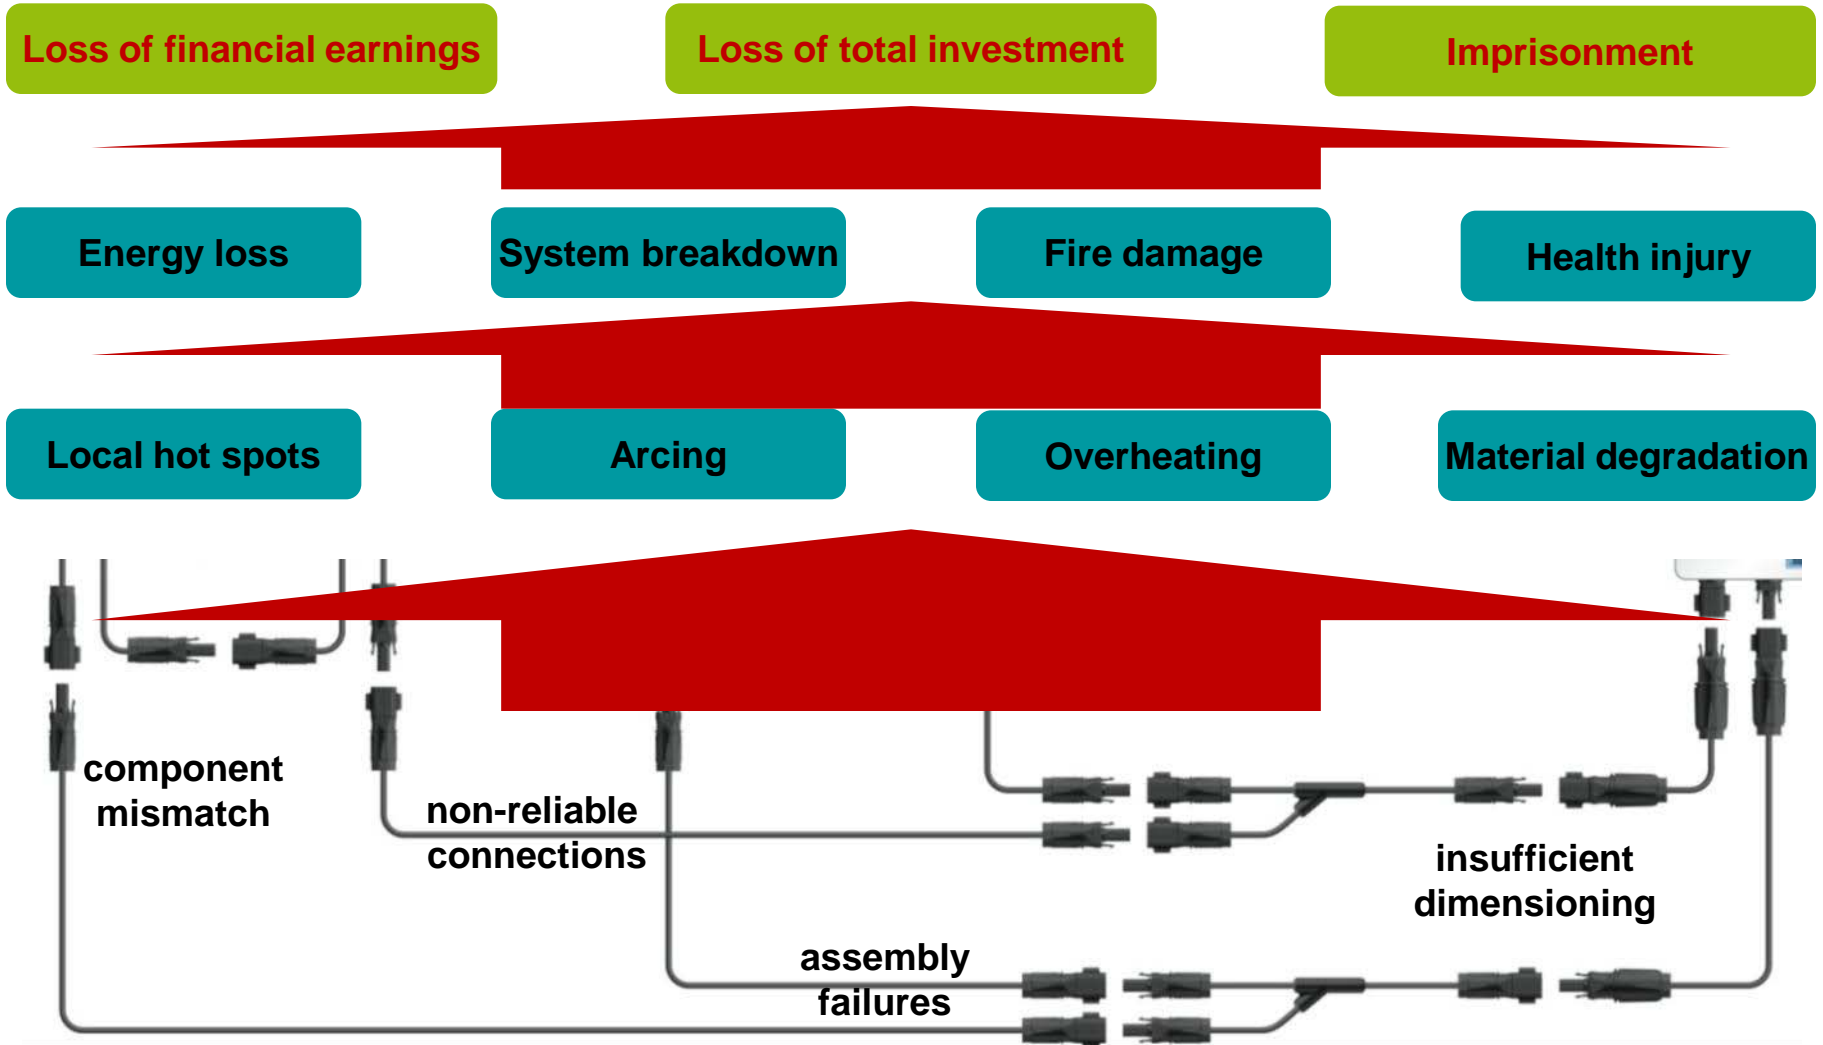 Loss of financial earnings
Loss of total investment
Imprisonment
Energy loss
System breakdown
Fire damage
Health injury
Local hot spots
Arcing
Overheating
Material degradation
component
mismatch
non-reliable
connections
insufficient
dimensioning
assembly
failures